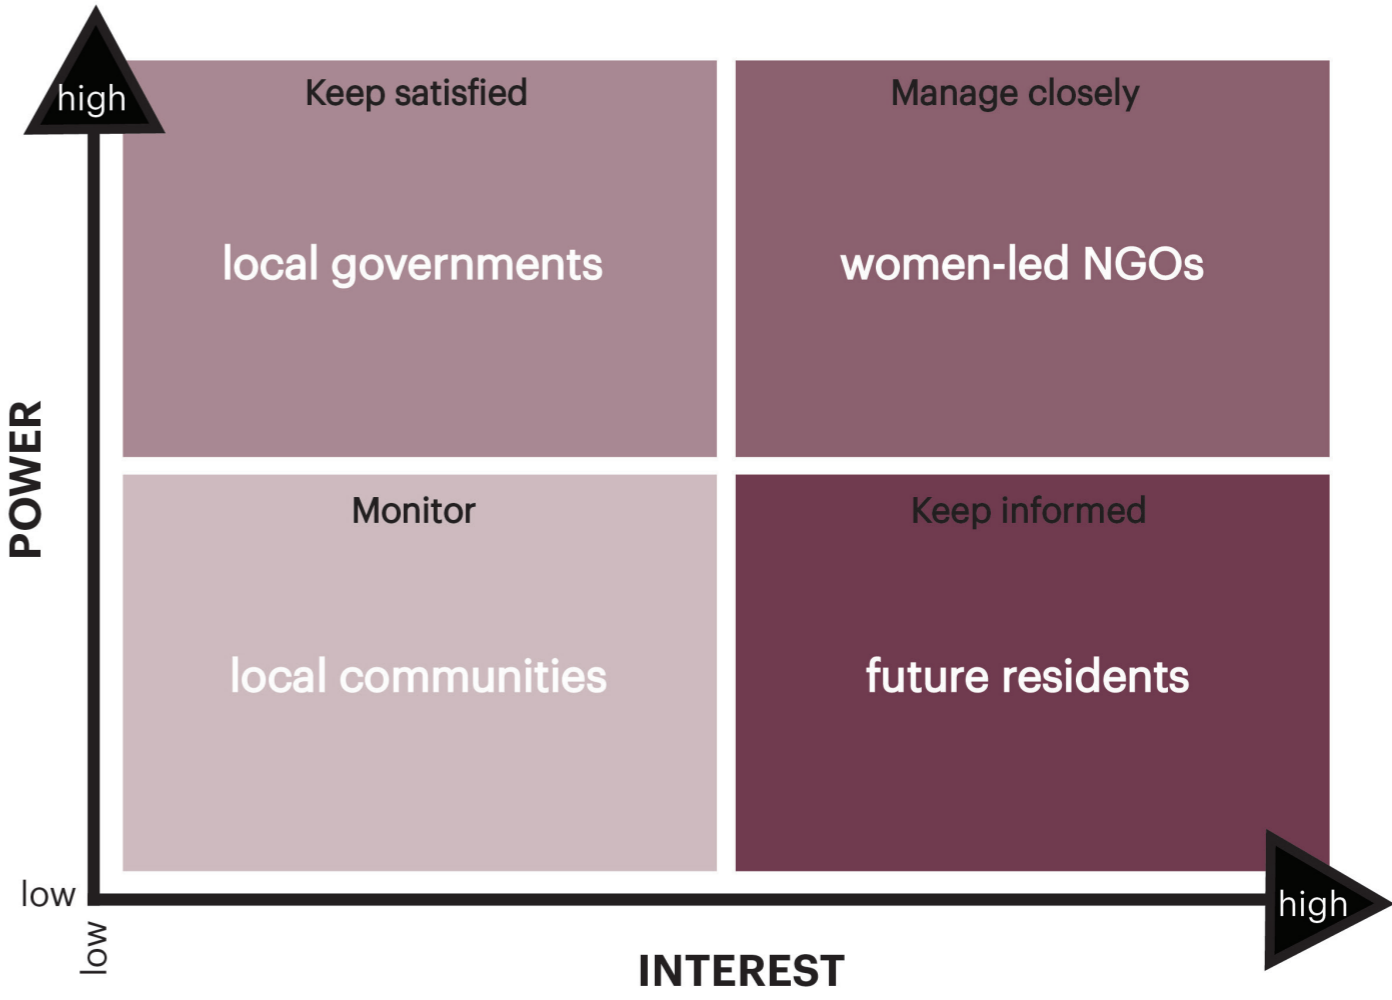 high
Keep satisfied
Manage closely
local governments
women-led NGOs
POWER
Monitor
Keep informed
local communities
future residents
low
low
high
INTEREST